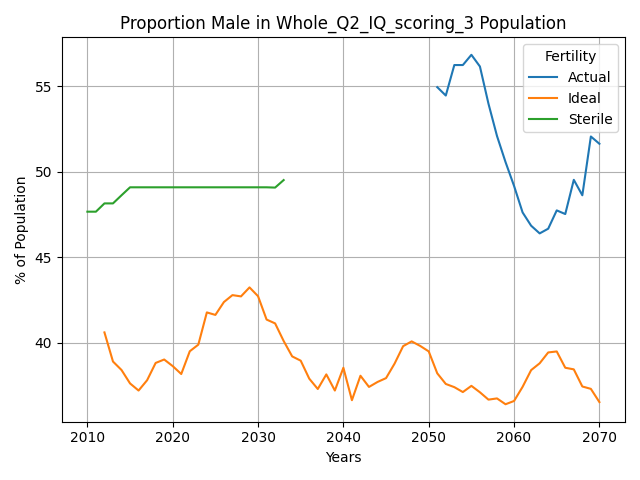 Proportion Male in Whole_Q2_IQ_scoring_3 Population
Fertility
Actual
Ideal
Sterile
% of Population
55
50
45
40
2010 2020 2030 2040 2050 2060 2070
Years